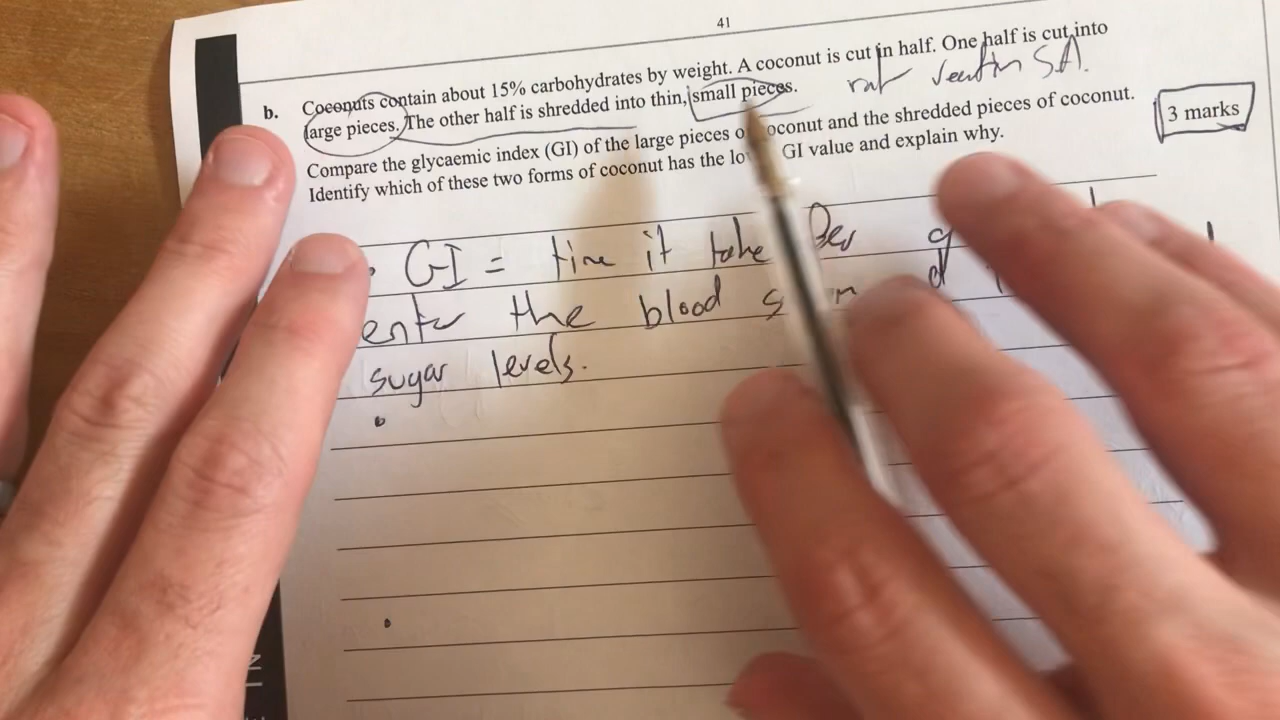 41
b. Coconuts contain about 15% carbohydrates by weight. A coconut is cut in half. One half is cut into
large pieces. The other half is shredded into thin, small pieces.
S.A.
3 marks
Compare the glycaemic index (GI) of the large pieces of coconut and the shredded pieces of coconut.
Identify which of these two forms of coconut has the GI value and explain why.
GI = time it take
enter the blood
sugar levels.